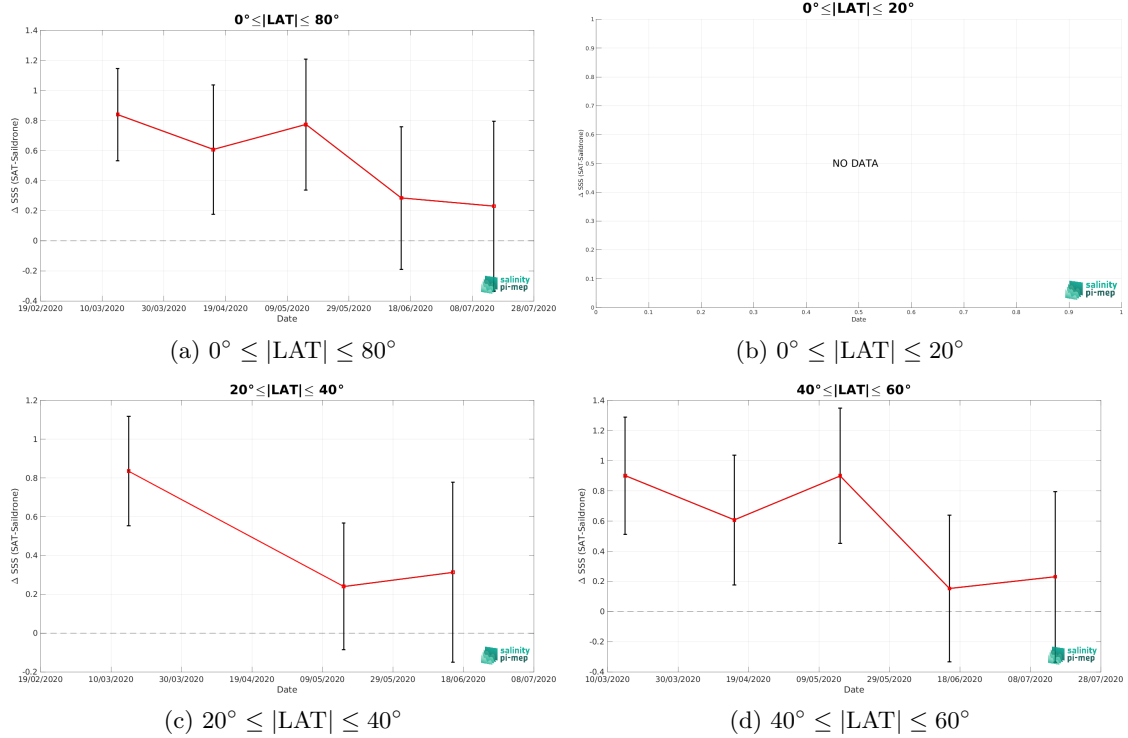 0°≤|LAT|≤ 80°
Δ SSS (SAT-Saildrone)
1.4
1.2
1
0.8
0.6
0.4
0.2
0
-0.2
-0.4
19/02/2020 10/03/2020 30/03/2020 19/04/2020 09/05/2020 29/05/2020 18/06/2020 08/07/2020 28/07/2020
Date
salinity
pi-mep
(a) 0° ≤ |LAT| ≤ 80°
0°≤|LAT|≤ 20°
Δ SSS (SAT-Saildrone)
1
0.9
0.8
0.7
0.6
0.5
0.4
0.3
0.2
0.1
0
NO DATA
0 0.1 0.2 0.3 0.4 0.5 0.6 0.7 0.8 0.9 1
Date
salinity
pi-mep
(b) 0° ≤ |LAT| ≤ 20°
20°≤|LAT|≤ 40°
Δ SSS (SAT-Saildrone)
1.2
1
0.8
0.6
0.4
0.2
0
-0.2
19/02/2020 10/03/2020 30/03/2020 19/04/2020 09/05/2020 29/05/2020 18/06/2020 08/07/2020
Date
salinity
pi-mep
(c) 20° ≤ |LAT| ≤ 40°
40°≤|LAT|≤ 60°
Δ SSS (SAT-Saildrone)
1.4
1.2
1
0.8
0.6
0.4
0.2
0
-0.2
-0.4
10/03/2020 30/03/2020 19/04/2020 09/05/2020 29/05/2020 18/06/2020 08/07/2020 28/07/2020
Date
salinity
pi-mep
(d) 40° ≤ |LAT| ≤ 60°